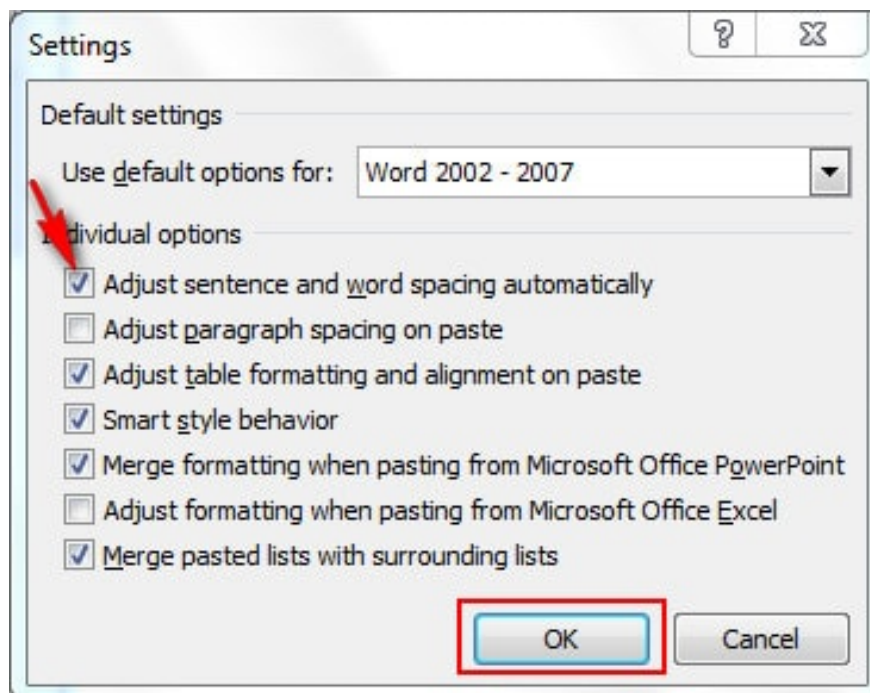 Settings
Default settings
Use default options for: Word 2002 - 2007
Individual options
Adjust sentence and word spacing automatically
Adjust paragraph spacing on paste
Adjust table formatting and alignment on paste
Smart style behavior
Merge formatting when pasting from Microsoft Office PowerPoint
Adjust formatting when pasting from Microsoft Office Excel
Merge pasted lists with surrounding lists
OK Cancel